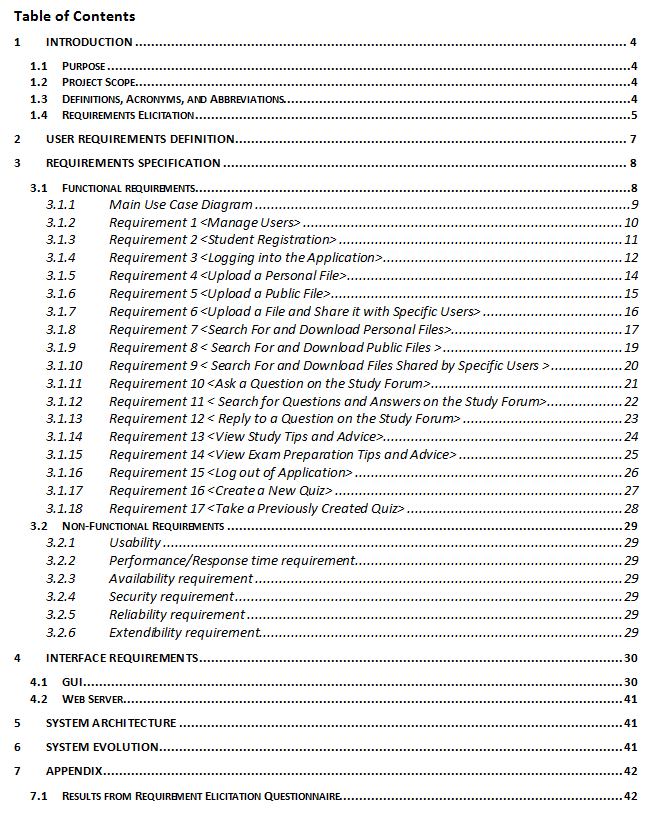 Table of Contents
1 INTRODUCTION ........ 4
1.1 PURPOSE ........ 4
1.2 PROJECT SCOPE ........ 4
1.3 DEFINITIONS, ACRONYMS, AND ABBREVIATIONS ........ 4
1.4 REQUIREMENTS ELICITATION ........ 5
2 USER REQUIREMENTS DEFINITION ........ 7
3 REQUIREMENTS SPECIFICATION ........ 8
3.1 FUNCTIONAL REQUIREMENTS ........ 8
3.1.1 Main Use Case Diagram ........ 9
3.1.2 Requirement 1 <Manage Users> ........ 10
3.1.3 Requirement 2 <Student Registration> ........ 11
3.1.4 Requirement 3 <Logging into the Application> ........ 12
3.1.5 Requirement 4 <Upload a Personal File> ........ 14
3.1.6 Requirement 5 <Upload a Public File> ........ 15
3.1.7 Requirement 6 <Upload a File and Share it with Specific Users> ........ 16
3.1.8 Requirement 7 <Search For and Download Personal Files> ........ 17
3.1.9 Requirement 8 < Search For and Download Public Files > ........ 19
3.1.10 Requirement 9 < Search For and Download Files Shared by Specific Users > ........ 20
3.1.11 Requirement 10 <Ask a Question on the Study Forum> ........ 21
3.1.12 Requirement 11 < Search for Questions and Answers on the Study Forum> ........ 22
3.1.13 Requirement 12 < Reply to a Question on the Study Forum> ........ 23
3.1.14 Requirement 13 <View Study Tips and Advice> ........ 24
3.1.15 Requirement 14 <View Exam Preparation Tips and Advice> ........ 25
3.1.16 Requirement 15 <Log out of Application> ........ 26
3.1.17 Requirement 16 <Create a New Quiz> ........ 27
3.1.18 Requirement 17 <Take a Previously Created Quiz> ........ 28
3.2 NON-FUNCTIONAL REQUIREMENTS ........ 29
3.2.1 Usability ........ 29
3.2.2 Performance/Response time requirement ........ 29
3.2.3 Availability requirement ........ 29
3.2.4 Security requirement ........ 29
3.2.5 Reliability requirement ........ 29
3.2.6 Extendibility requirement ........ 29
4 INTERFACE REQUIREMENTS ........ 30
4.1 GUI ........ 30
4.2 WEB SERVER ........ 41
5 SYSTEM ARCHITECTURE ........ 41
6 SYSTEM EVOLUTION ........ 41
7 APPENDIX ........ 42
7.1 RESULTS FROM REQUIREMENT ELICITATION QUESTIONNAIRE ........ 42